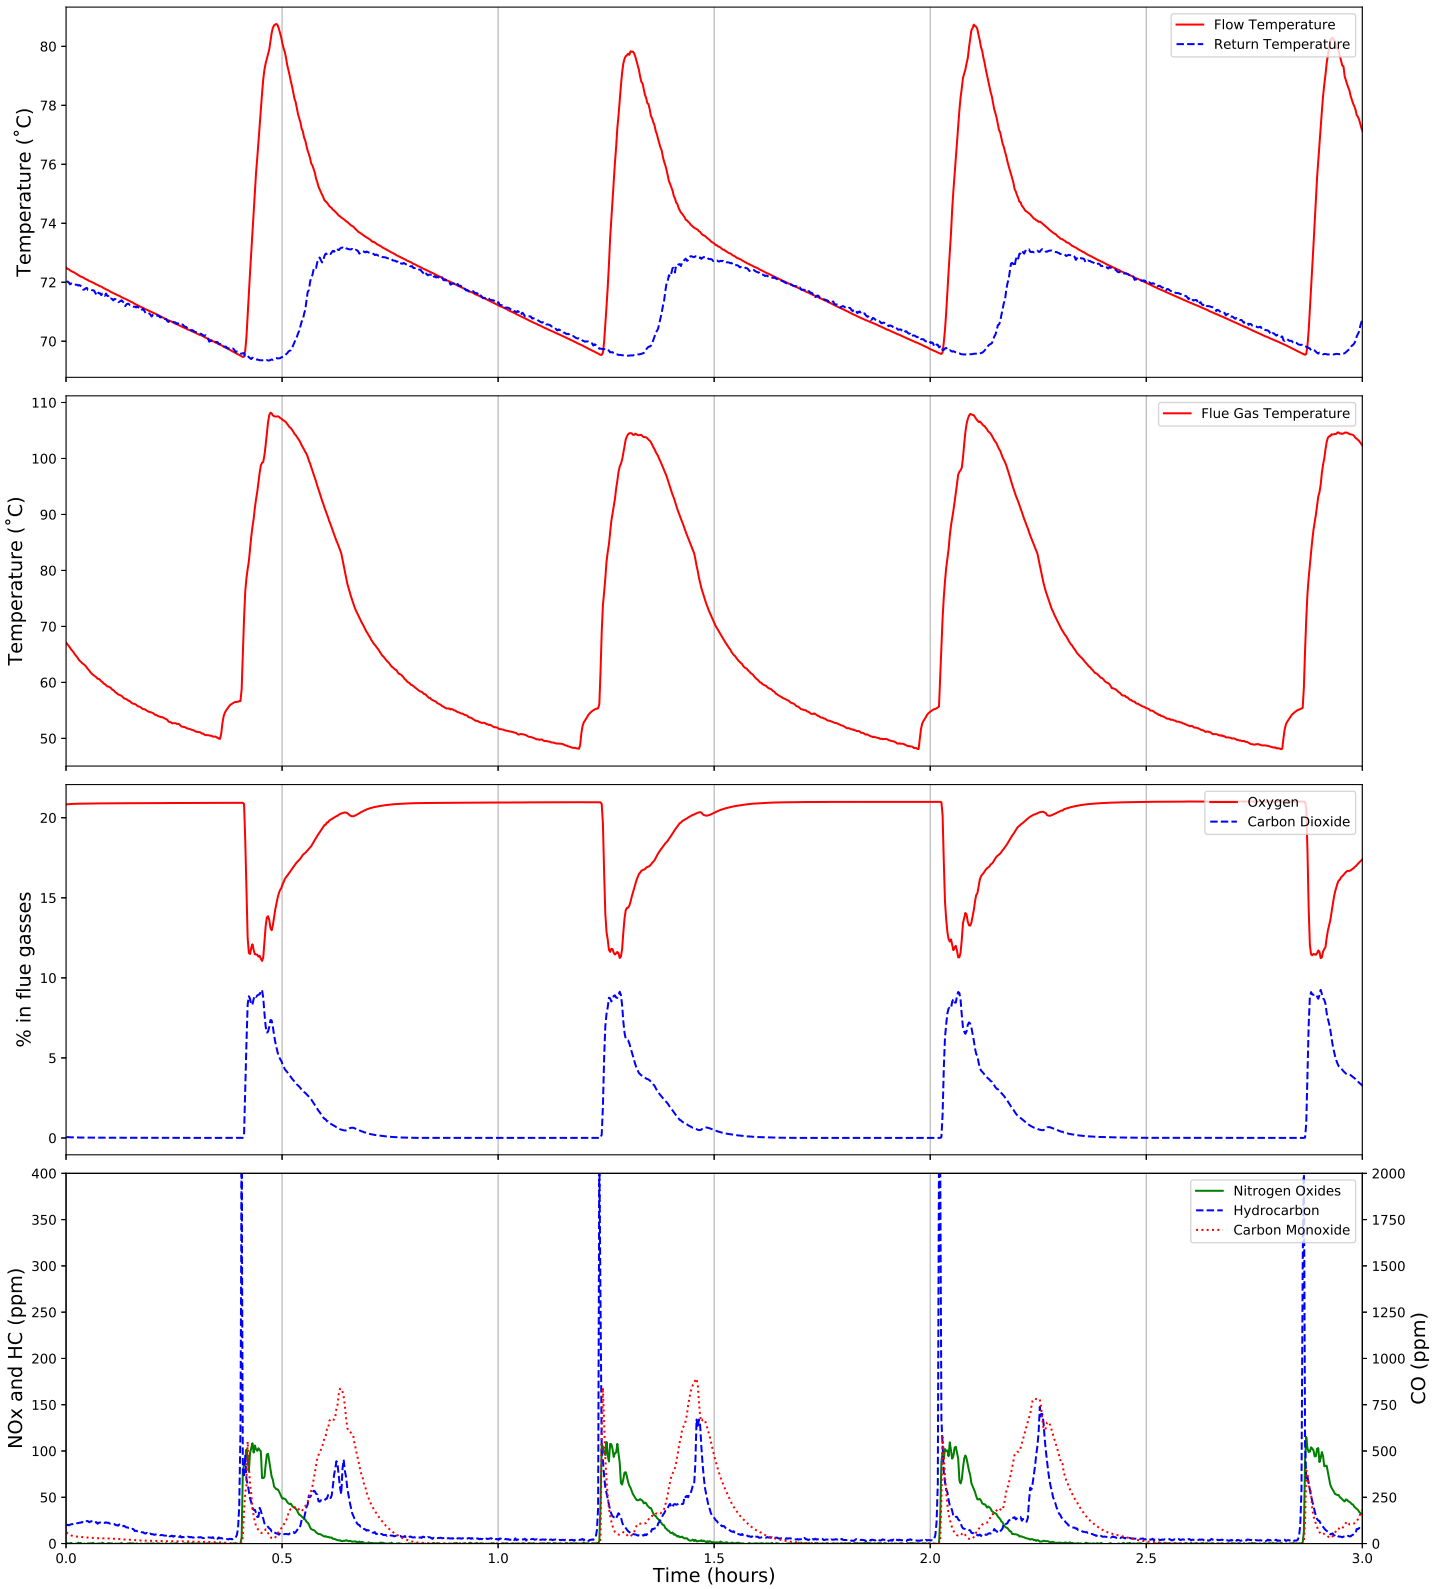 Flow Temperature
Return Temperature
80
78
76
74
72
70
Temperature (˚C)
Flue Gas Temperature
110
100
90
80
70
60
50
Temperature (˚C)
Oxygen
Carbon Dioxide
20
15
10
5
0
% in flue gasses
Nitrogen Oxides
Hydrocarbon
Carbon Monoxide
400
350
300
250
200
150
100
50
0
NOx and HC (ppm)
2000
1750
1500
1250
1000
750
500
250
0
CO (ppm)
0.0 0.5 1.0 1.5 2.0 2.5 3.0
Time (hours)